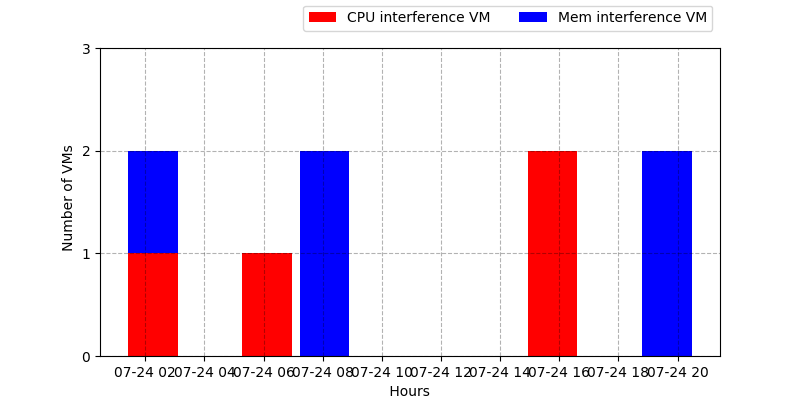 CPU interference VM Mem interference VM
3
2
1
0
Number of VMs
07-24 02 07-24 04 07-24 06 07-24 08 07-24 10 07-24 12 07-24 14 07-24 16 07-24 18 07-24 20
Hours